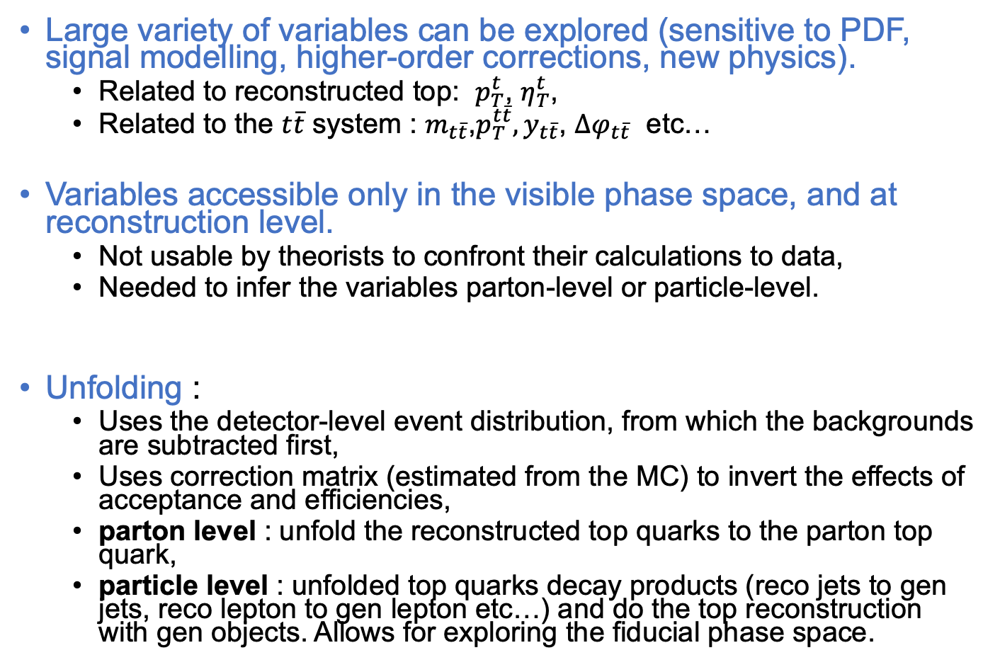 • Large variety of variables can be explored (sensitive to PDF,
signal modelling, higher-order corrections, new physics).
• Related to reconstructed top: $p_T^t$, $\eta_T^t$,
• Related to the $t\bar{t}$ system : $m_{t\bar{t}}$,$p_T^{t\bar{t}}$, $y_{t\bar{t}}$, $\Delta\varphi_{t\bar{t}}$ etc…
• Variables accessible only in the visible phase space, and at
reconstruction level.
• Not usable by theorists to confront their calculations to data,
• Needed to infer the variables parton-level or particle-level.
• Unfolding :
• Uses the detector-level event distribution, from which the backgrounds
are subtracted first,
• Uses correction matrix (estimated from the MC) to invert the effects of
acceptance and efficiencies,
• parton level : unfold the reconstructed top quarks to the parton top
quark,
• particle level : unfolded top quarks decay products (reco jets to gen
jets, reco lepton to gen lepton etc…) and do the top reconstruction
with gen objects. Allows for exploring the fiducial phase space.